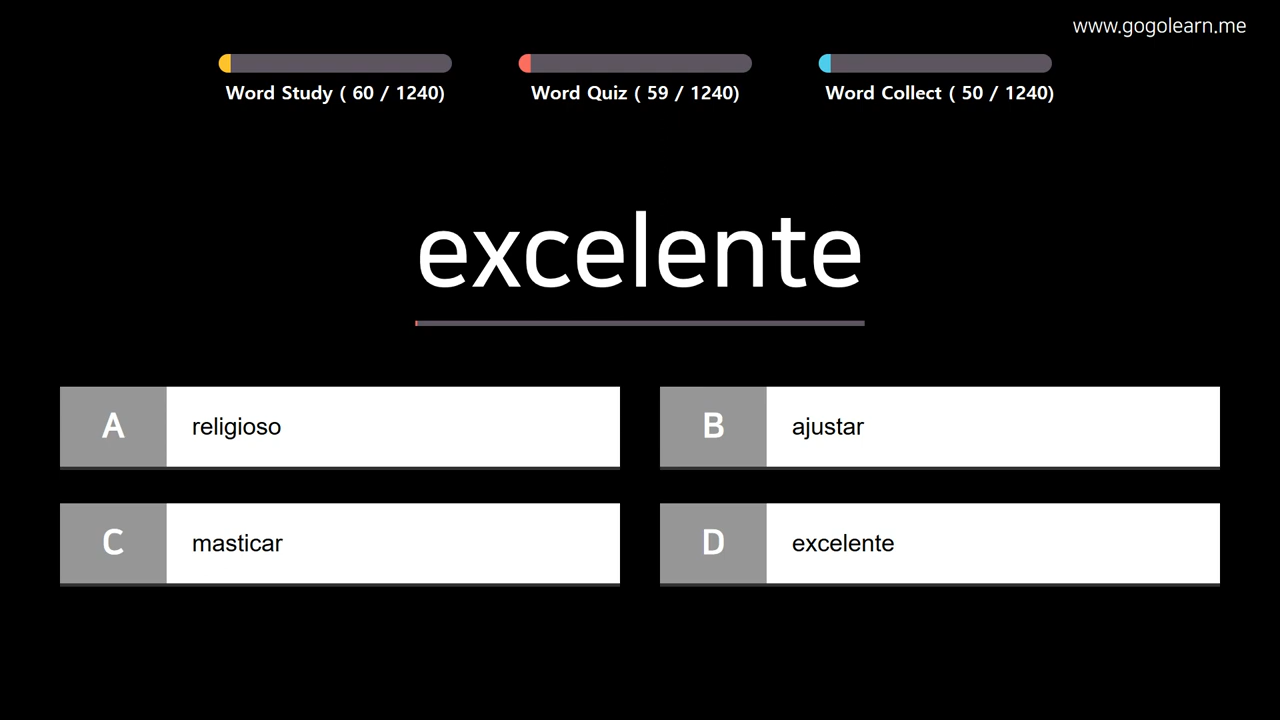 www.gogolearn.me
Word Study ( 60 / 1240)
Word Quiz ( 59 / 1240)
Word Collect ( 50 / 1240)
excelente
A religioso
B ajustar
C masticar
D excelente